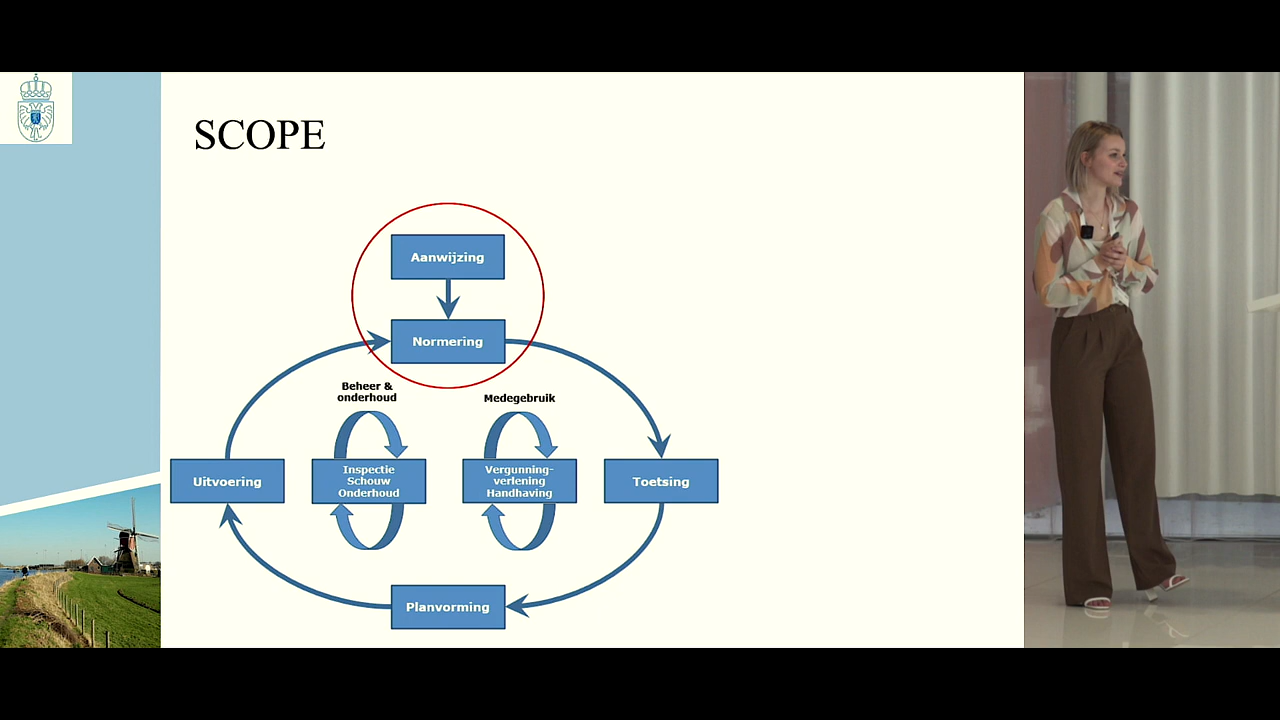 SCOPE
Aanwijzing
Normering
Beheer &
onderhoud
Medegebruik
Uitvoering
Inspectie
Schouw
Onderhoud
Vergunning-
verlening
Handhaving
Toetsing
Planvorming